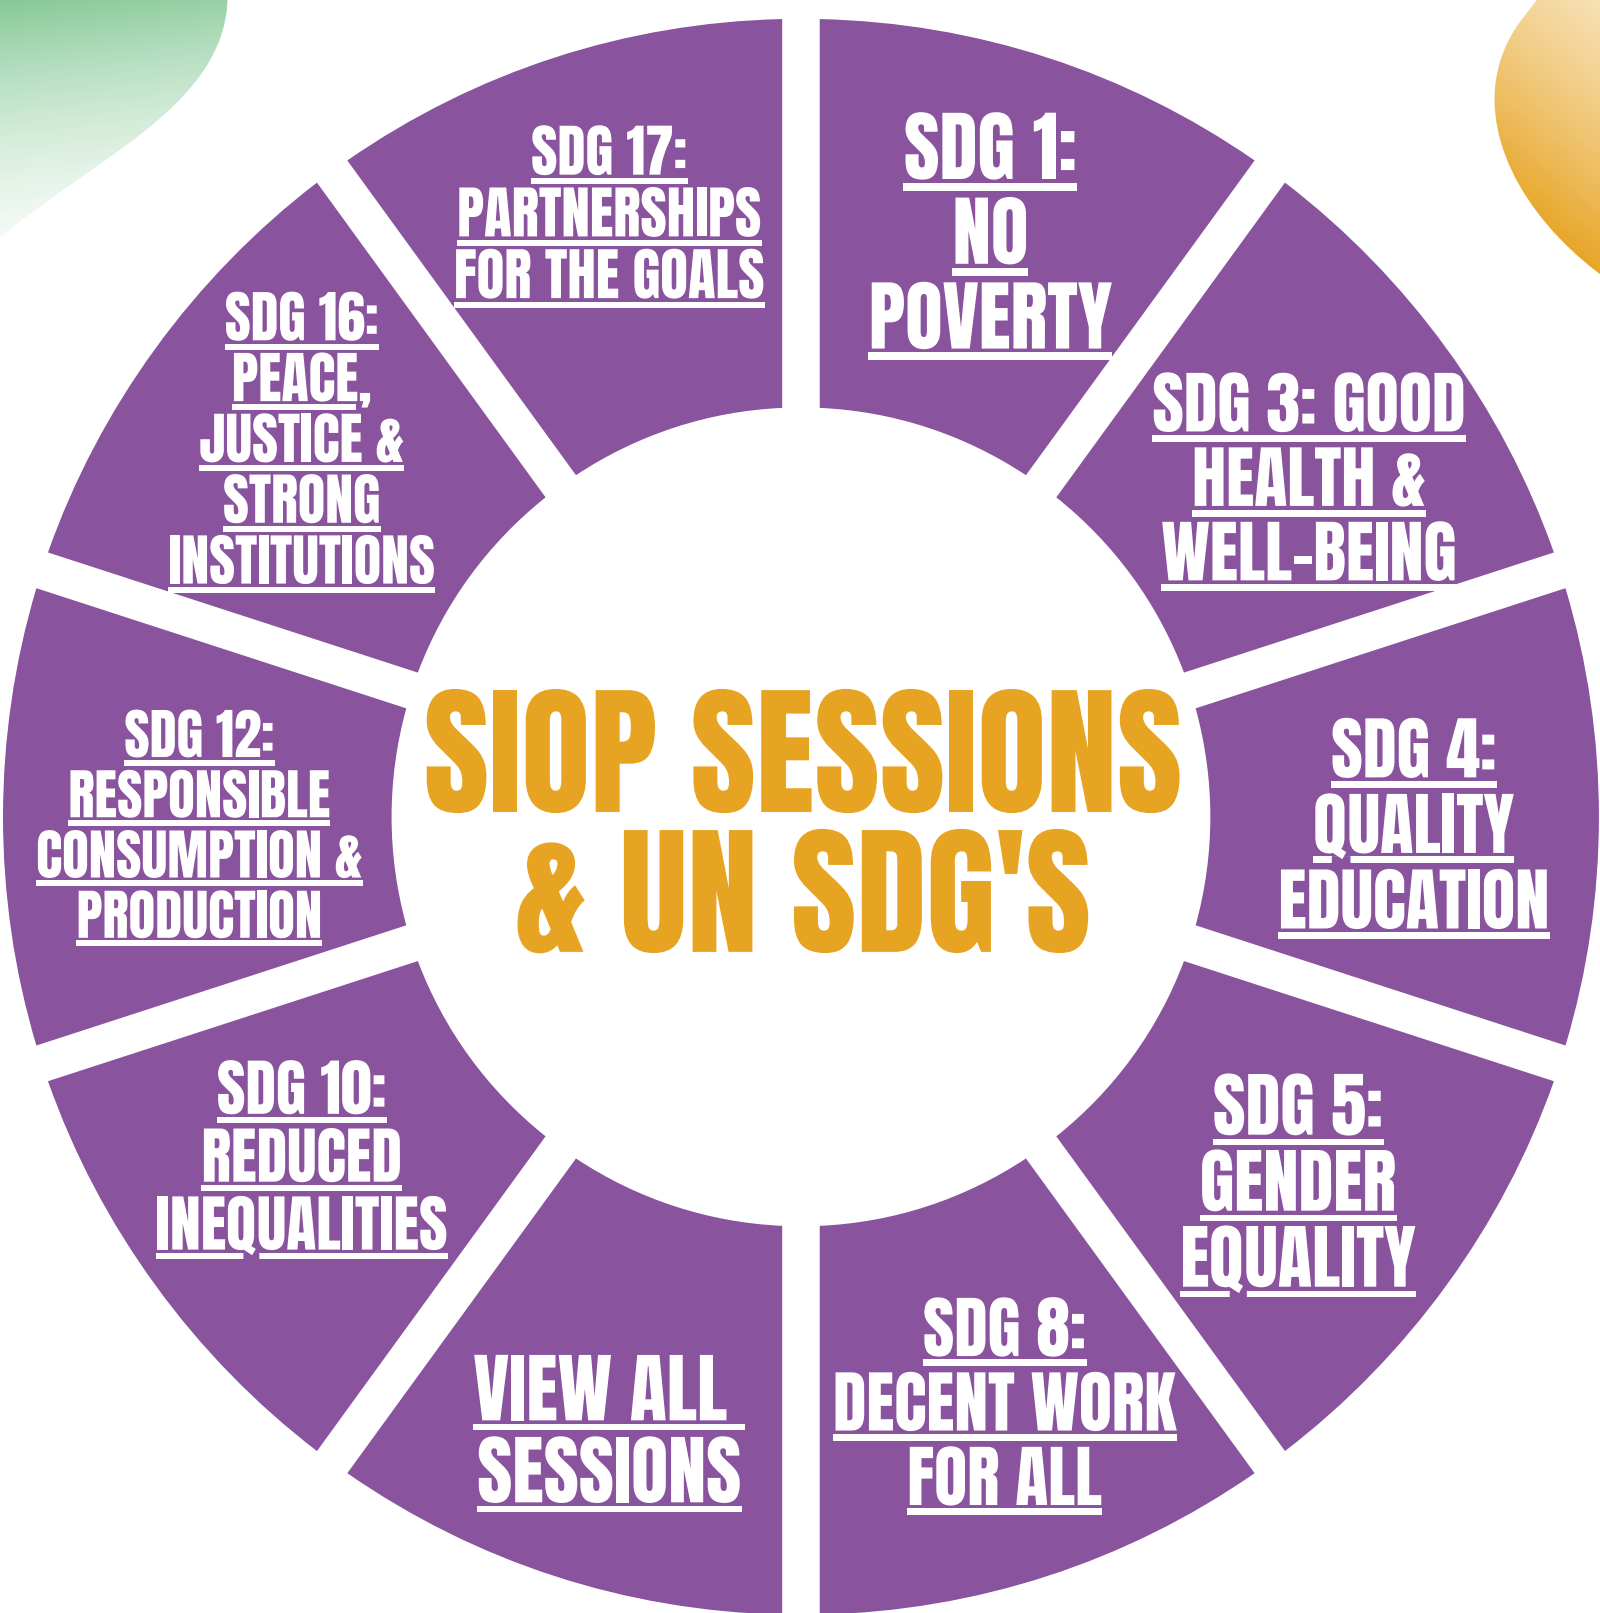 SDG 1:
NO
POVERTY
SDG 3: GOOD
HEALTH &
WELL-BEING
SDG 4:
QUALITY
EDUCATION
SDG 5:
GENDER
EQUALITY
SDG 8:
DECENT WORK
FOR ALL
VIEW ALL
SESSIONS
SDG 10:
REDUCED
INEQUALITIES
SDG 12:
RESPONSIBLE
CONSUMPTION &
PRODUCTION
SDG 16:
PEACE,
JUSTICE &
STRONG
INSTITUTIONS
SDG 17:
PARTNERSHIPS
FOR THE GOALS
SIOP SESSIONS
& UN SDG'S